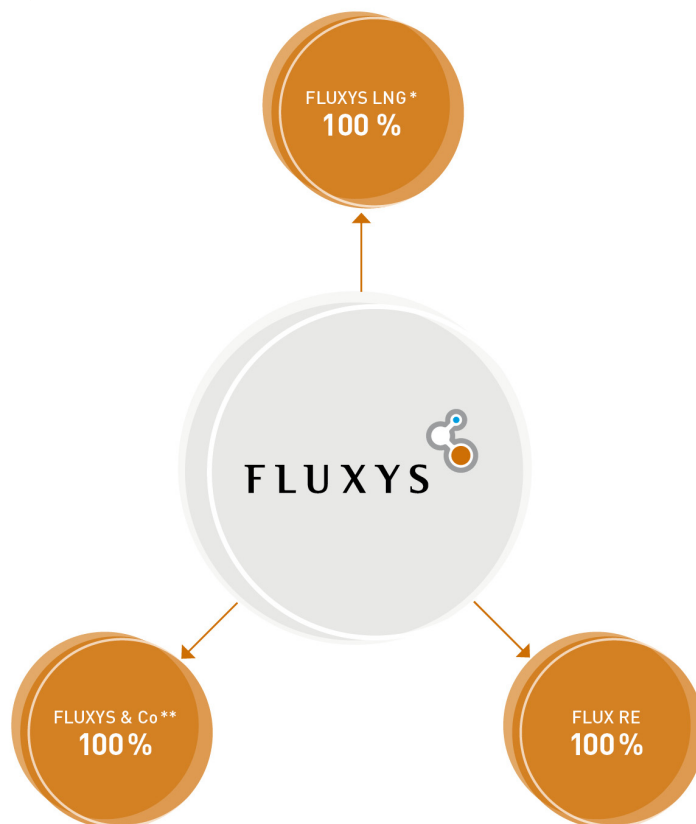 FLUXYS LNG*
100 %
FLUXYS
FLUXYS & Co**
100 %
FLUX RE
100 %